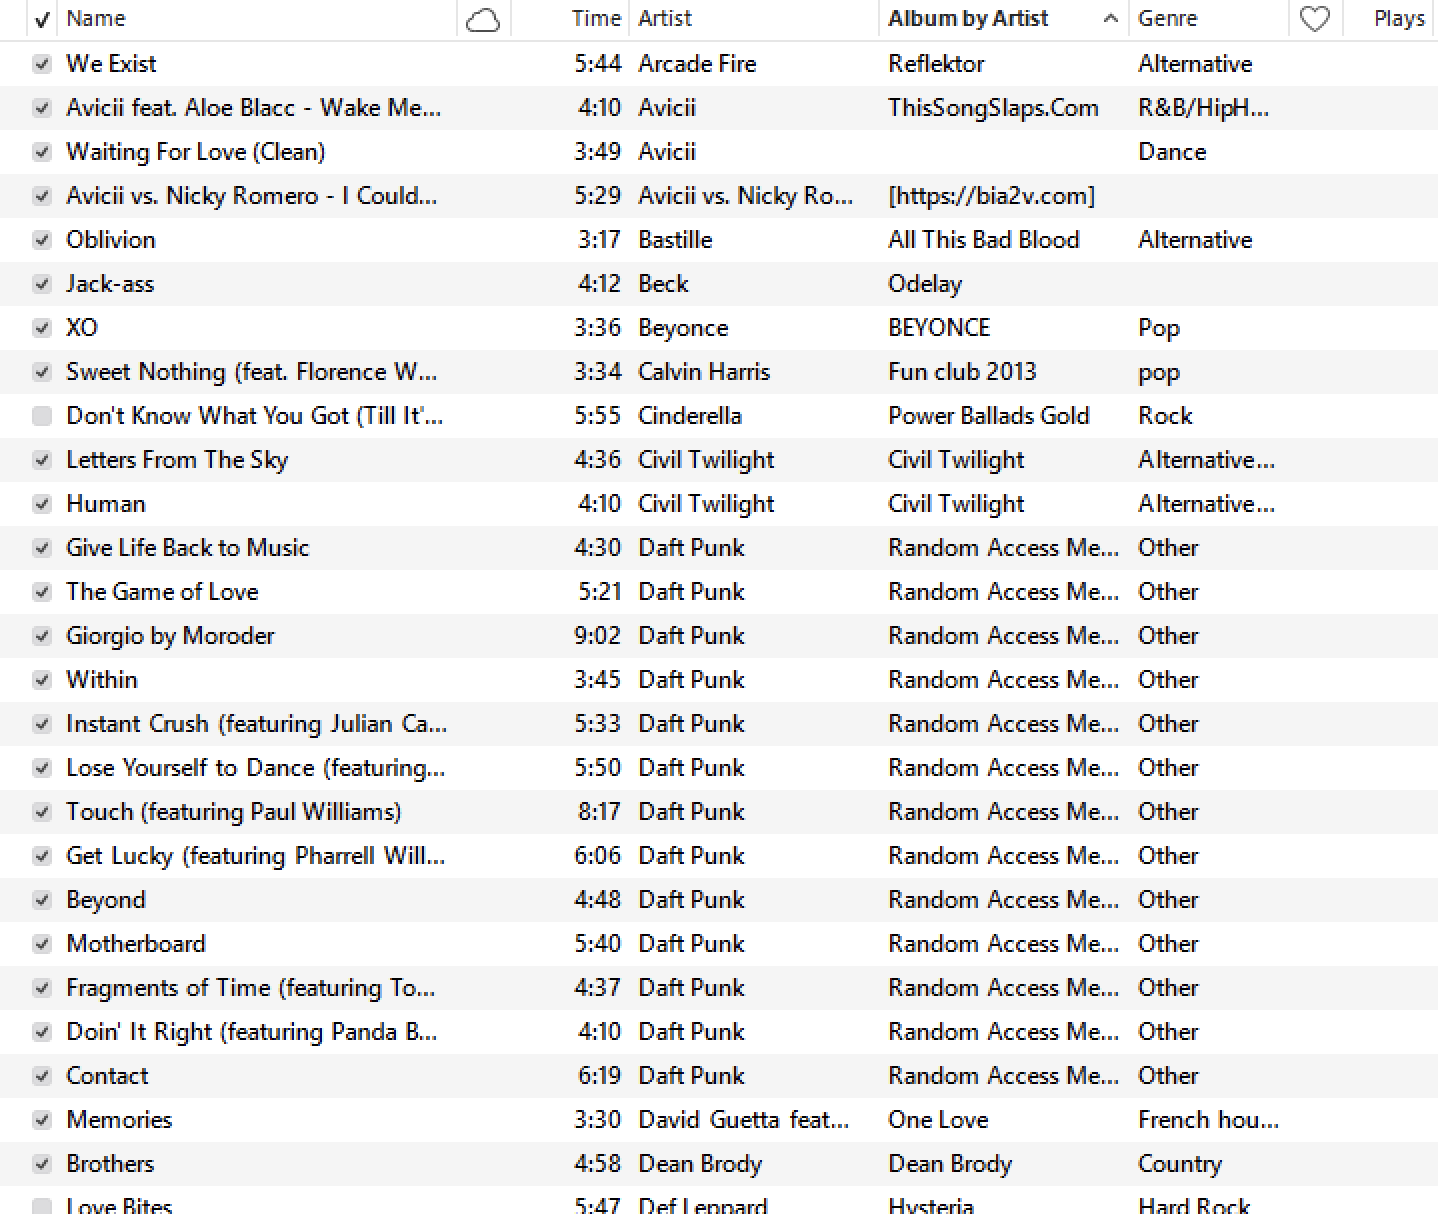 Name Time Artist Album by Artist Genre Plays
We Exist 5:44 Arcade Fire Reflektor Alternative
Avicii feat. Aloe Blacc - Wake Me... 4:10 Avicii ThisSongSlaps.Com R&B/HipH...
Waiting For Love (Clean) 3:49 Avicii Dance
Avicii vs. Nicky Romero - I Could... 5:29 Avicii vs. Nicky Ro... [https://bia2v.com]
Oblivion 3:17 Bastille All This Bad Blood Alternative
Jack-ass 4:12 Beck Odelay
XO 3:36 Beyonce BEYONCE Pop
Sweet Nothing (feat. Florence W... 3:34 Calvin Harris Fun club 2013 pop
Don't Know What You Got (Till It'... 5:55 Cinderella Power Ballads Gold Rock
Letters From The Sky 4:36 Civil Twilight Civil Twilight Alternative...
Human 4:10 Civil Twilight Civil Twilight Alternative...
Give Life Back to Music 4:30 Daft Punk Random Access Me... Other
The Game of Love 5:21 Daft Punk Random Access Me... Other
Giorgio by Moroder 9:02 Daft Punk Random Access Me... Other
Within 3:45 Daft Punk Random Access Me... Other
Instant Crush (featuring Julian Ca... 5:33 Daft Punk Random Access Me... Other
Lose Yourself to Dance (featuring... 5:50 Daft Punk Random Access Me... Other
Touch (featuring Paul Williams) 8:17 Daft Punk Random Access Me... Other
Get Lucky (featuring Pharrell Will... 6:06 Daft Punk Random Access Me... Other
Beyond 4:48 Daft Punk Random Access Me... Other
Motherboard 5:40 Daft Punk Random Access Me... Other
Fragments of Time (featuring To... 4:37 Daft Punk Random Access Me... Other
Doin' It Right (featuring Panda B... 4:10 Daft Punk Random Access Me... Other
Contact 6:19 Daft Punk Random Access Me... Other
Memories 3:30 David Guetta feat... One Love French hou...
Brothers 4:58 Dean Brody Dean Brody Country
Love Bites 5:47 Def Leppard Hysteria Hard Rock